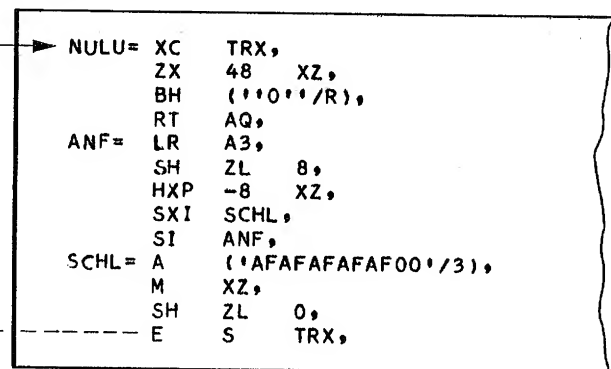 NULU= XC TRX,
ZX 48 XZ,
BH (''0''/R),
RT AQ,
ANF= LR A3,
SH ZL 8,
HXP -8 XZ,
SXI SCHL,
SI ANF,
SCHL= A ('AFAFAFAFAF00'/3),
M XZ,
SH ZL 0,
E S TRX,